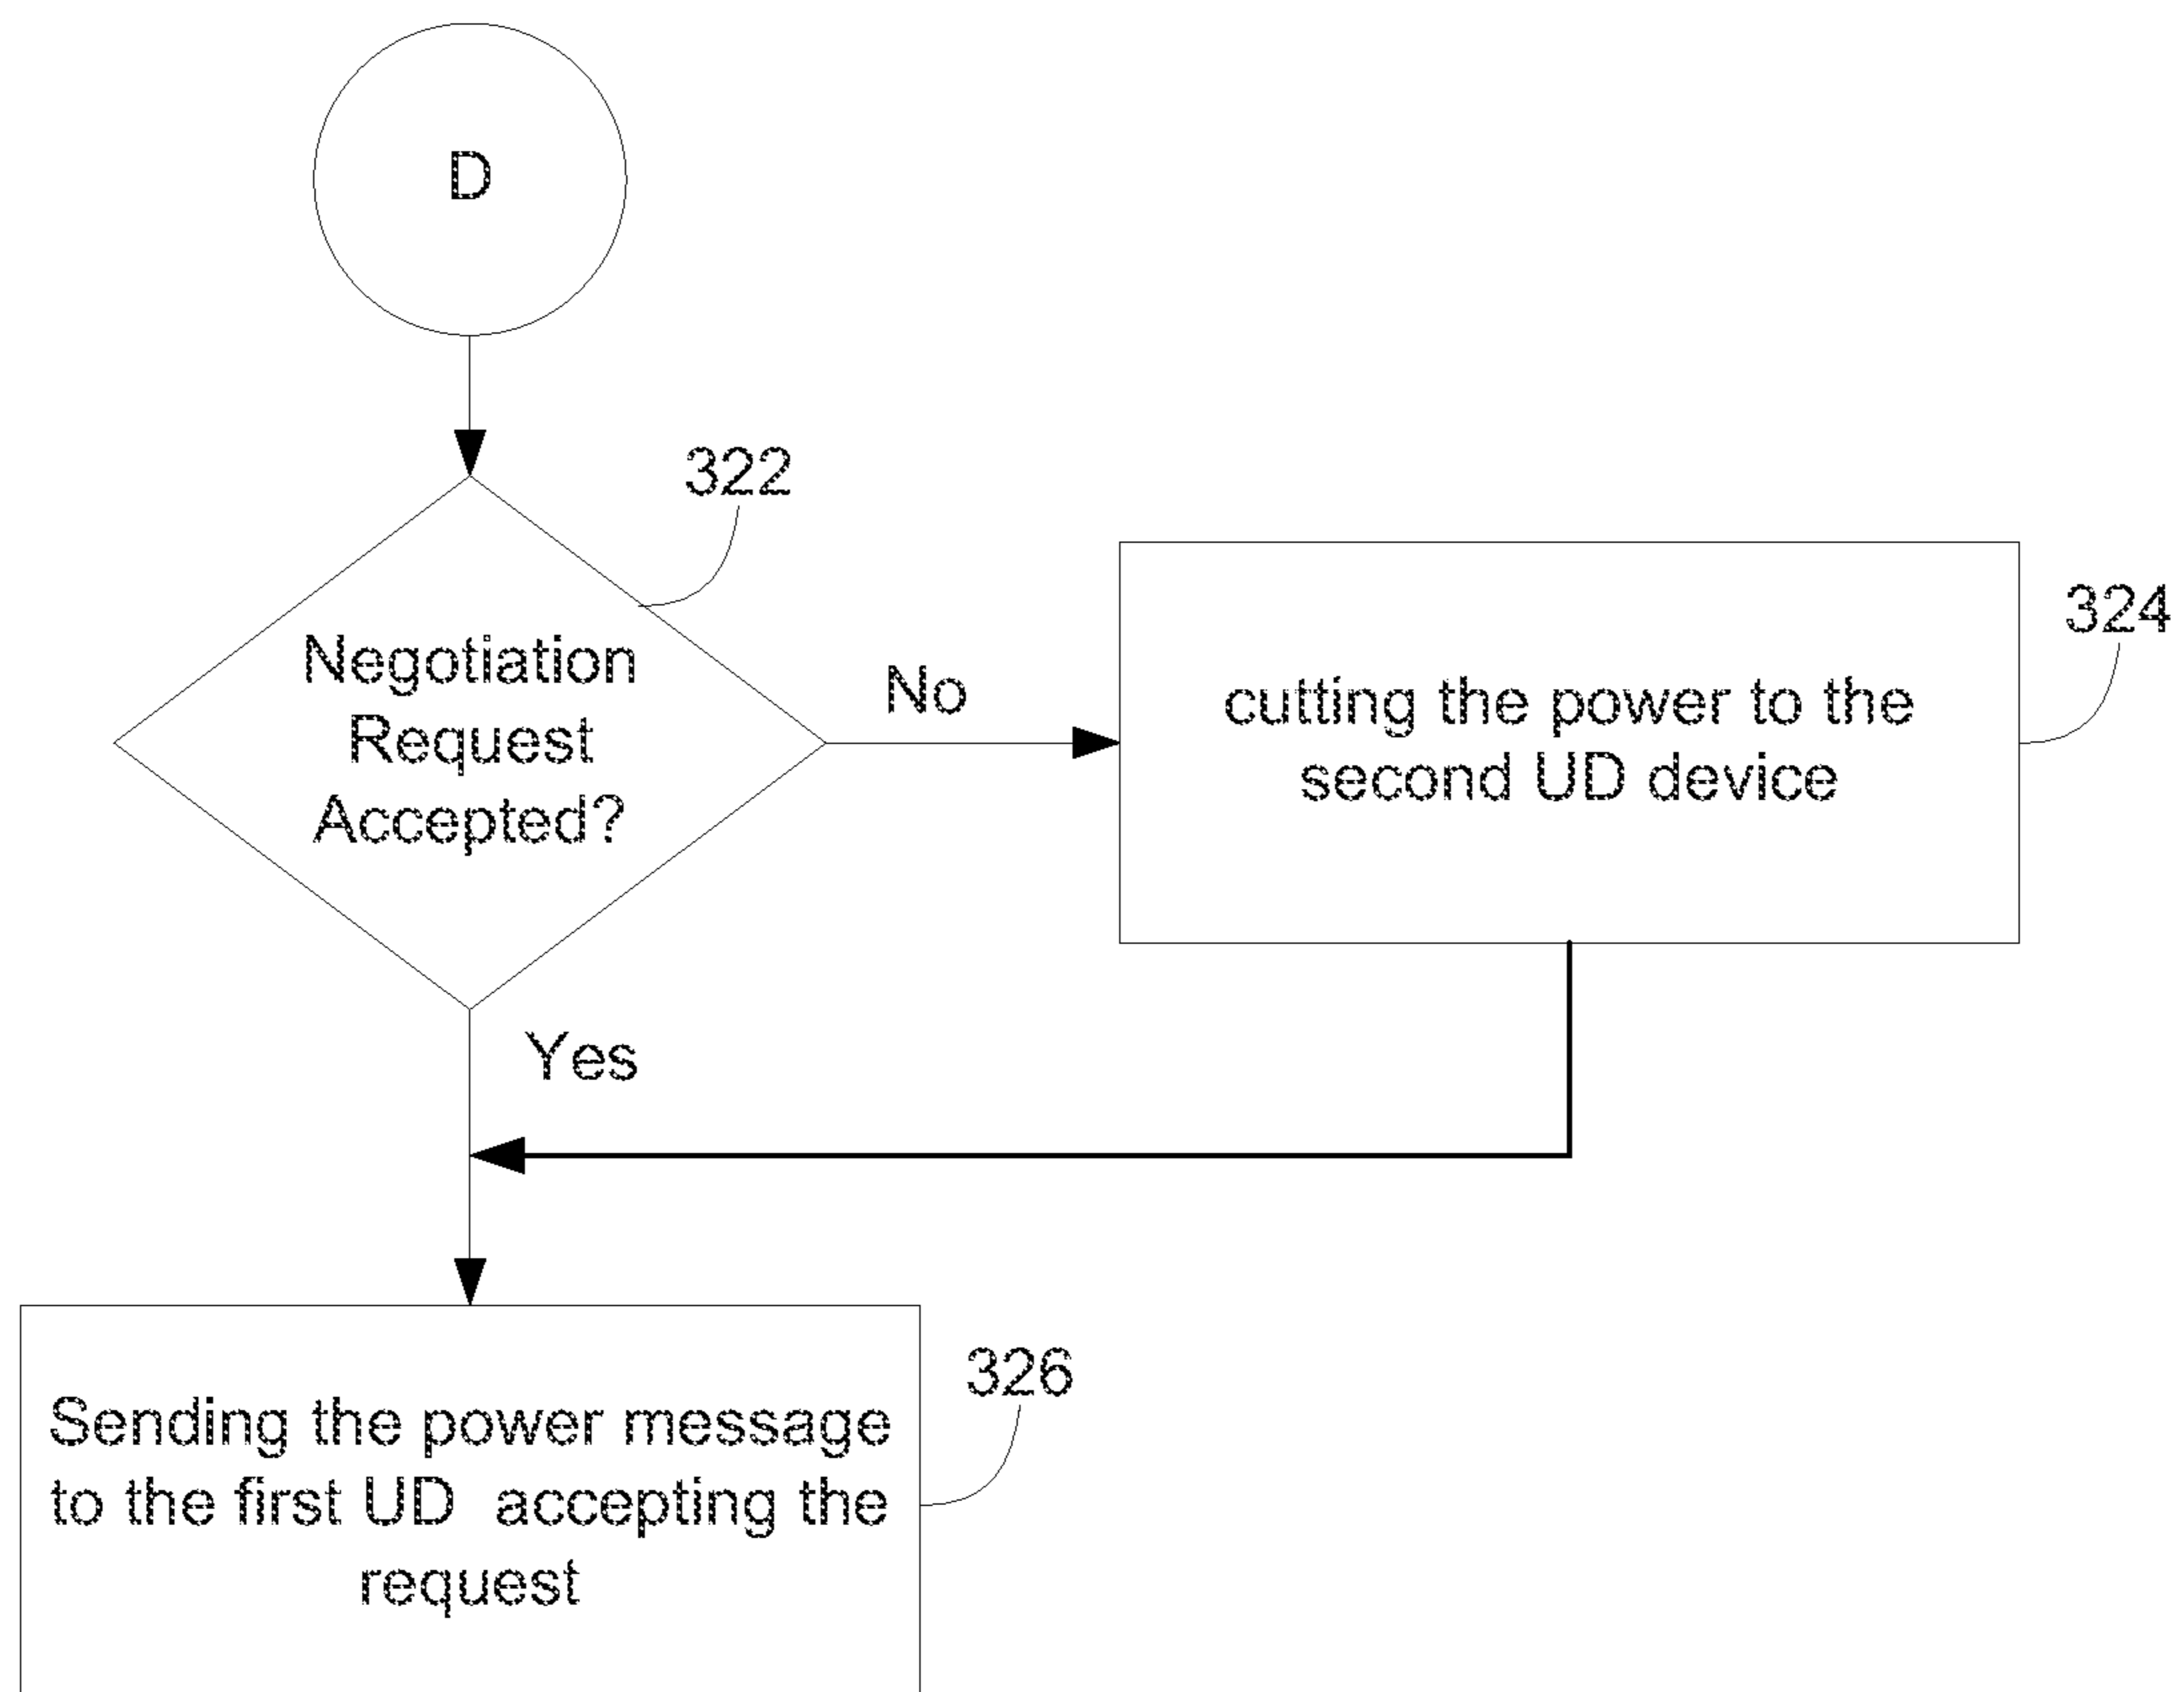 D
322
Negotiation
Request
Accepted?
No
324
cutting the power to the
second UD device
Yes
326
Sending the power message
to the first UD accepting the
request